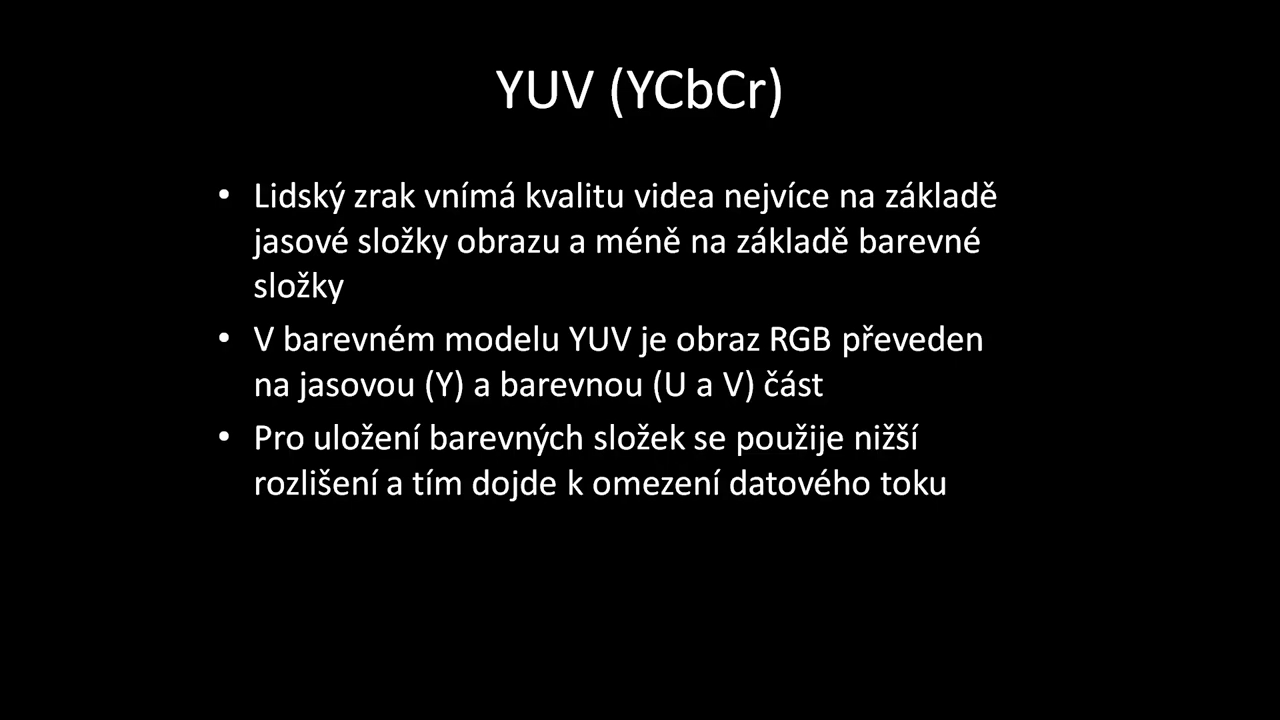 YUV (YCbCr)
• Lidský zrak vnímá kvalitu videa nejvíce na základě
jasové složky obrazu a méně na základě barevné
složky
• V barevném modelu YUV je obraz RGB převeden
na jasovou (Y) a barevnou (U a V) část
• Pro uložení barevných složek se použije nižší
rozlišení a tím dojde k omezení datového toku